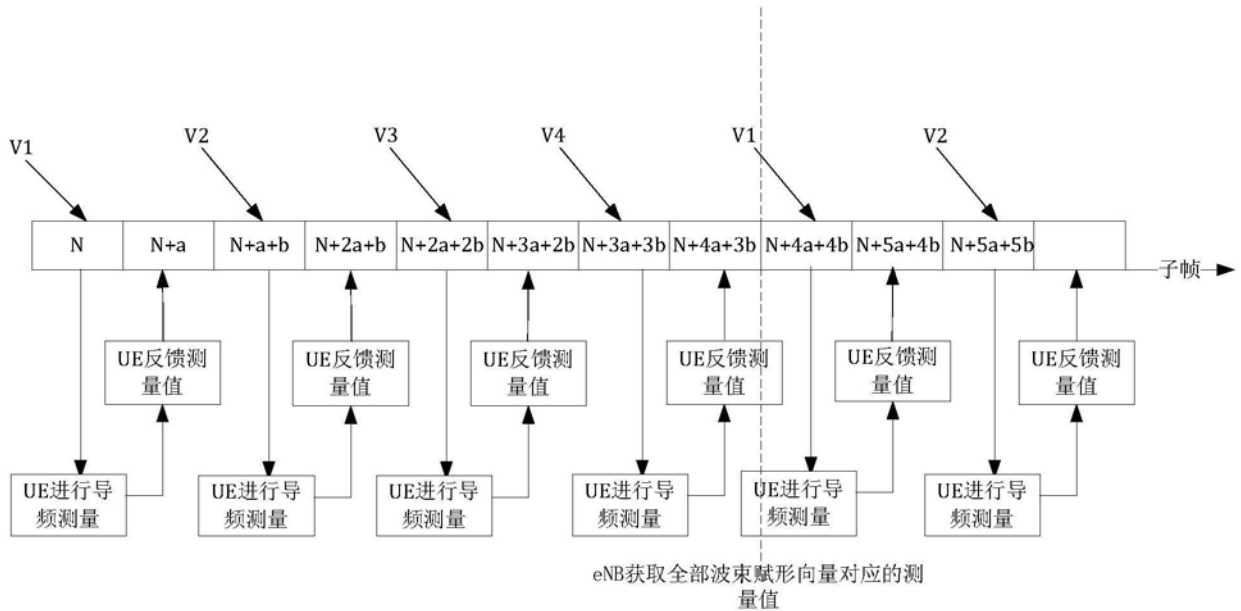 V1
V2
V3
V4
V1
V2
N
N+a
N+a+b
N+2a+b
N+2a+2b
N+3a+2b
N+3a+3b
N+4a+3b
N+4a+4b
N+5a+4b
N+5a+5b
子帧
UE反馈测
量值
UE反馈测
量值
UE反馈测
量值
UE反馈测
量值
UE反馈测
量值
UE反馈测
量值
UE进行导
频测量
UE进行导
频测量
UE进行导
频测量
UE进行导
频测量
UE进行导
频测量
UE进行导
频测量
eNB获取全部波束赋形向量对应的测
量值